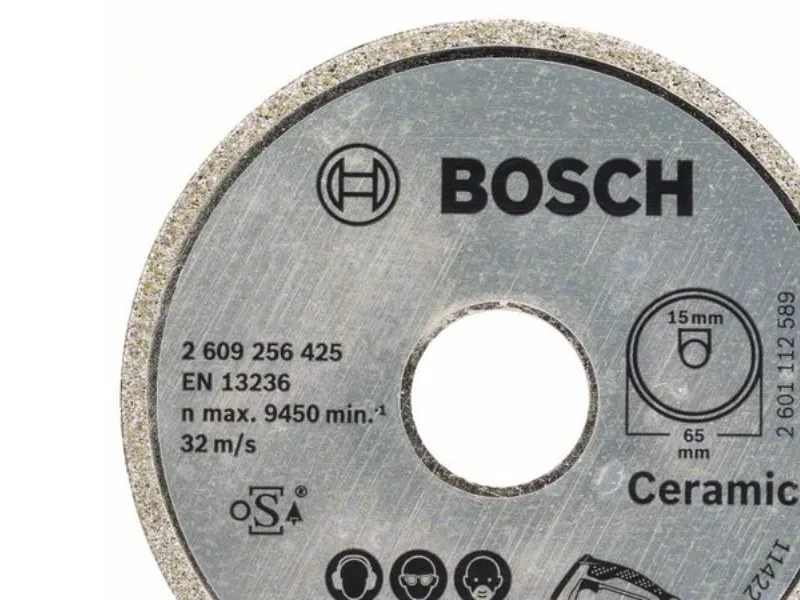 BOSCH
15 mm
2 609 256 425
EN 13236
n max. 9450 min.-1
32 m/s
65
mm
2 601 112 589
Ceramic
oSA®
11422